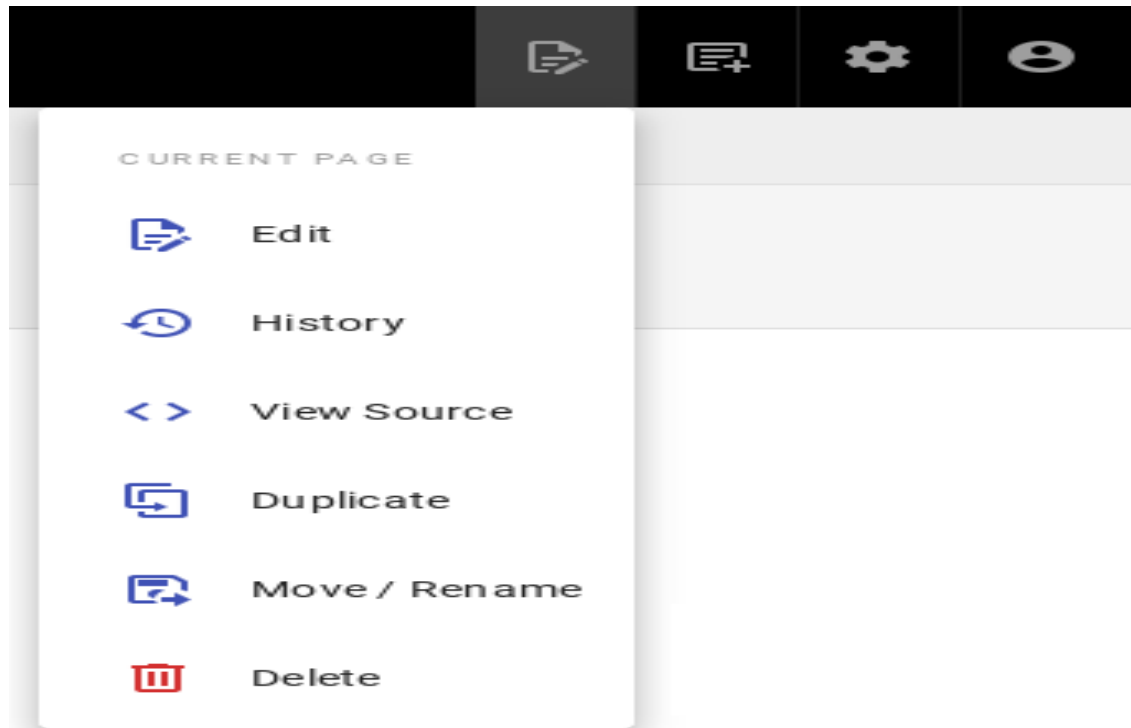 CURRENT PAGE
Edit
History
View Source
Duplicate
Move / Rename
Delete